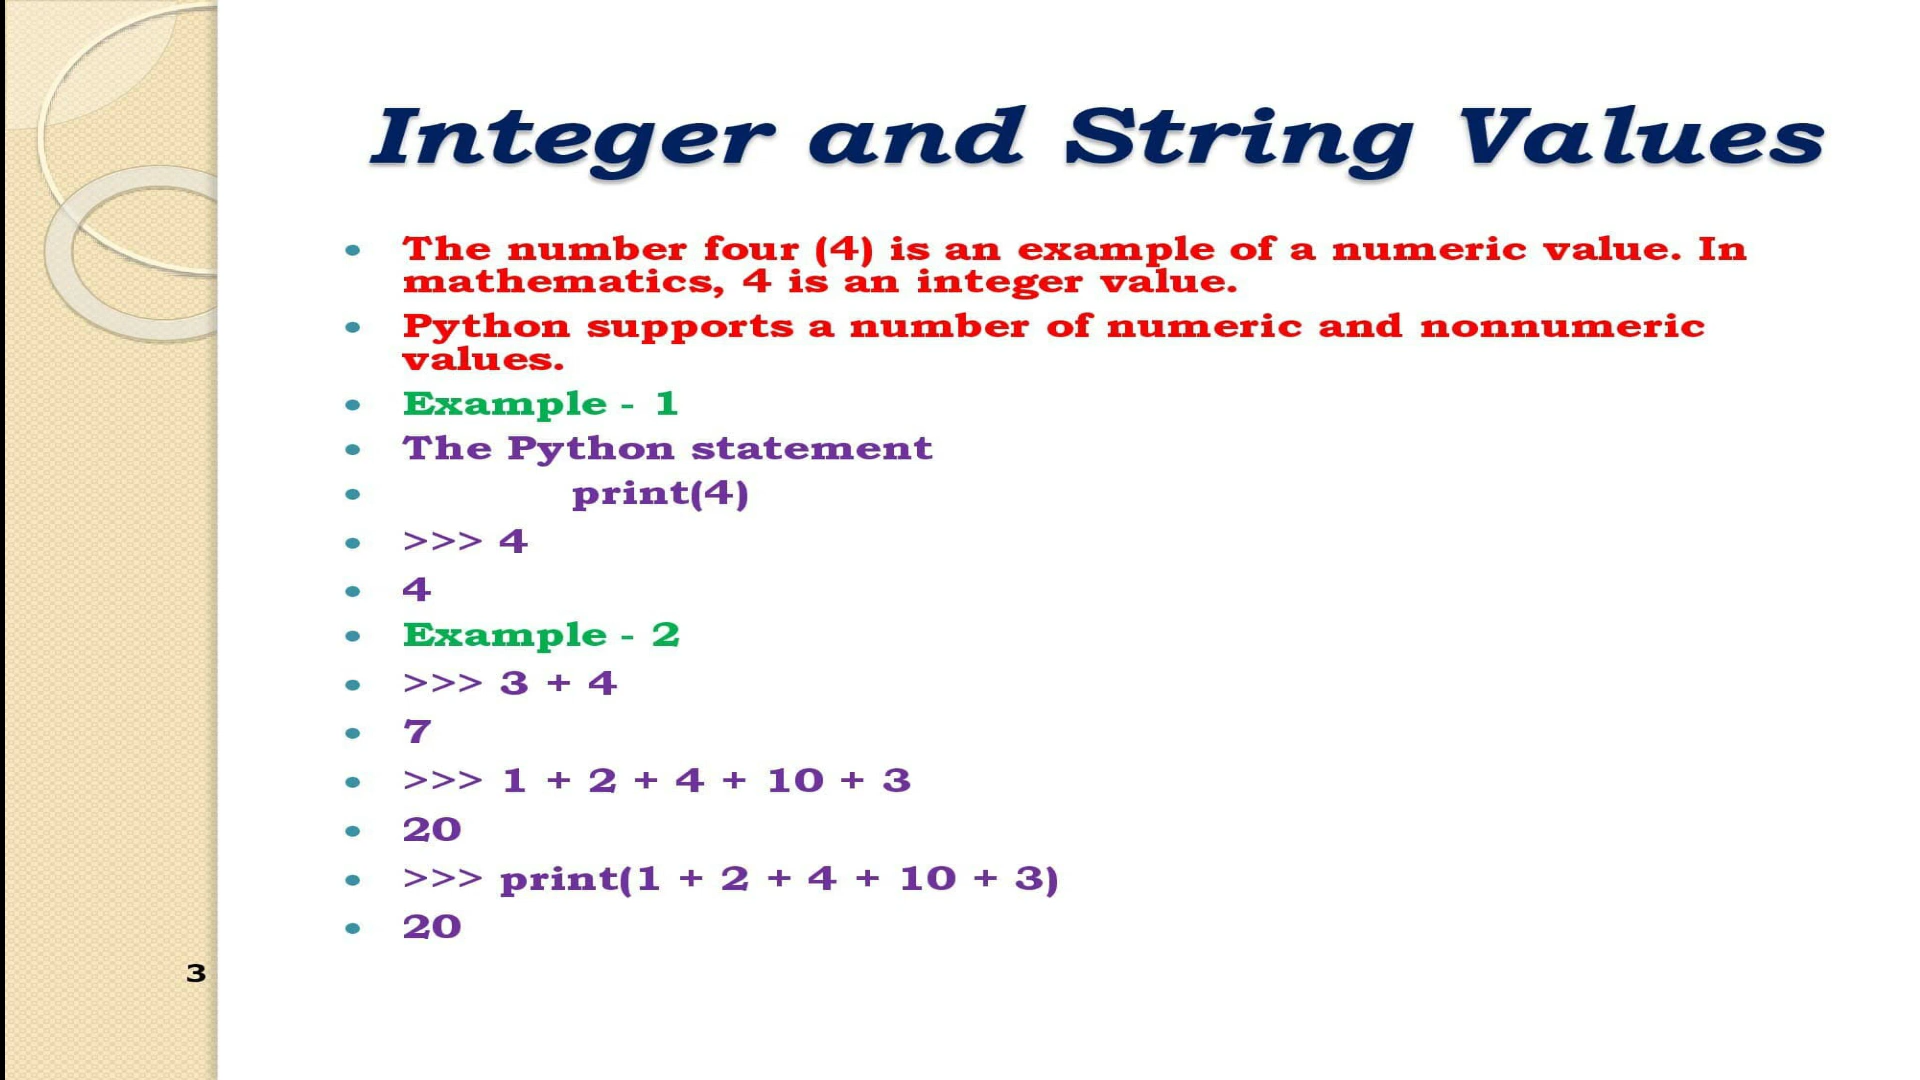 Integer and String Values
• The number four (4) is an example of a numeric value. In
mathematics, 4 is an integer value.
• Python supports a number of numeric and nonnumeric
values.
• Example - 1
• The Python statement
• print(4)
• >>> 4
• 4
• Example - 2
• >>> 3 + 4
• 7
• >>> 1 + 2 + 4 + 10 + 3
• 20
• >>> print(1 + 2 + 4 + 10 + 3)
• 20
3